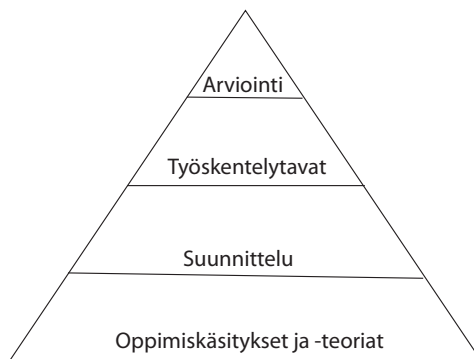 Arviointi
Työskentelytavat
Suunnittelu
Oppimiskäsitykset ja -teoriat